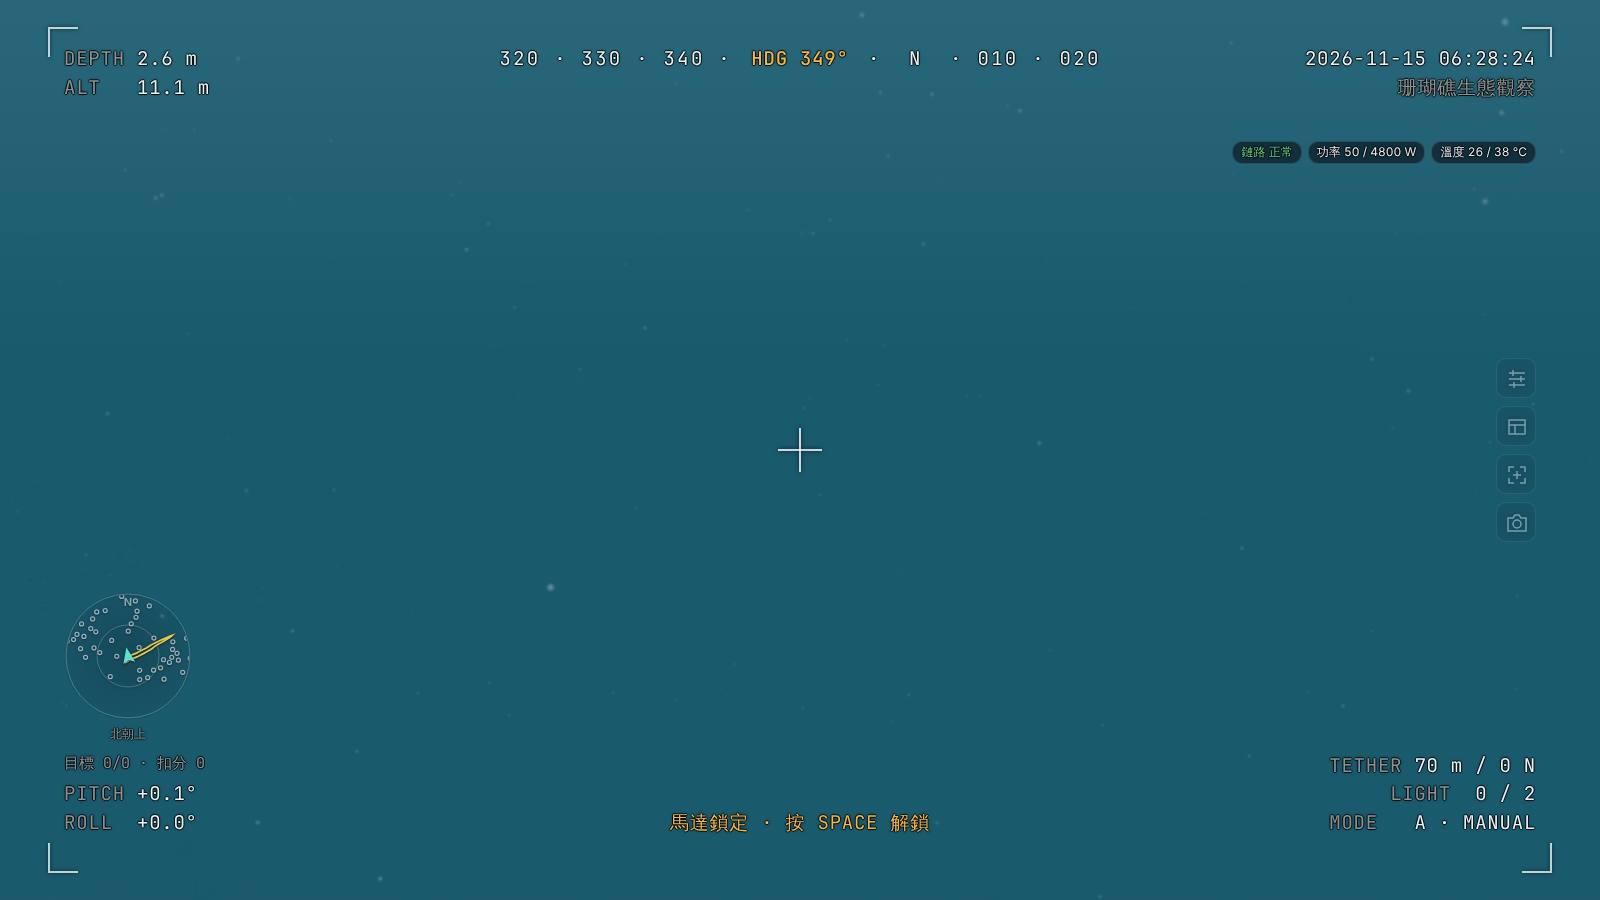 DEPTH 2.6 m
ALT 11.1 m
320 · 330 · 340 · HDG 349° · N · 010 · 020
2026-11-15 06:28:24
珊瑚礁生態觀察
鏈路 正常
功率 50 / 4800 W
溫度 26 / 38 °C
N
北朝上
目標 0/0 · 扣分 0
PITCH +0.1°
ROLL +0.0°
馬達鎖定 · 按 SPACE 解鎖
TETHER 70 m / 0 N
LIGHT 0 / 2
MODE A · MANUAL